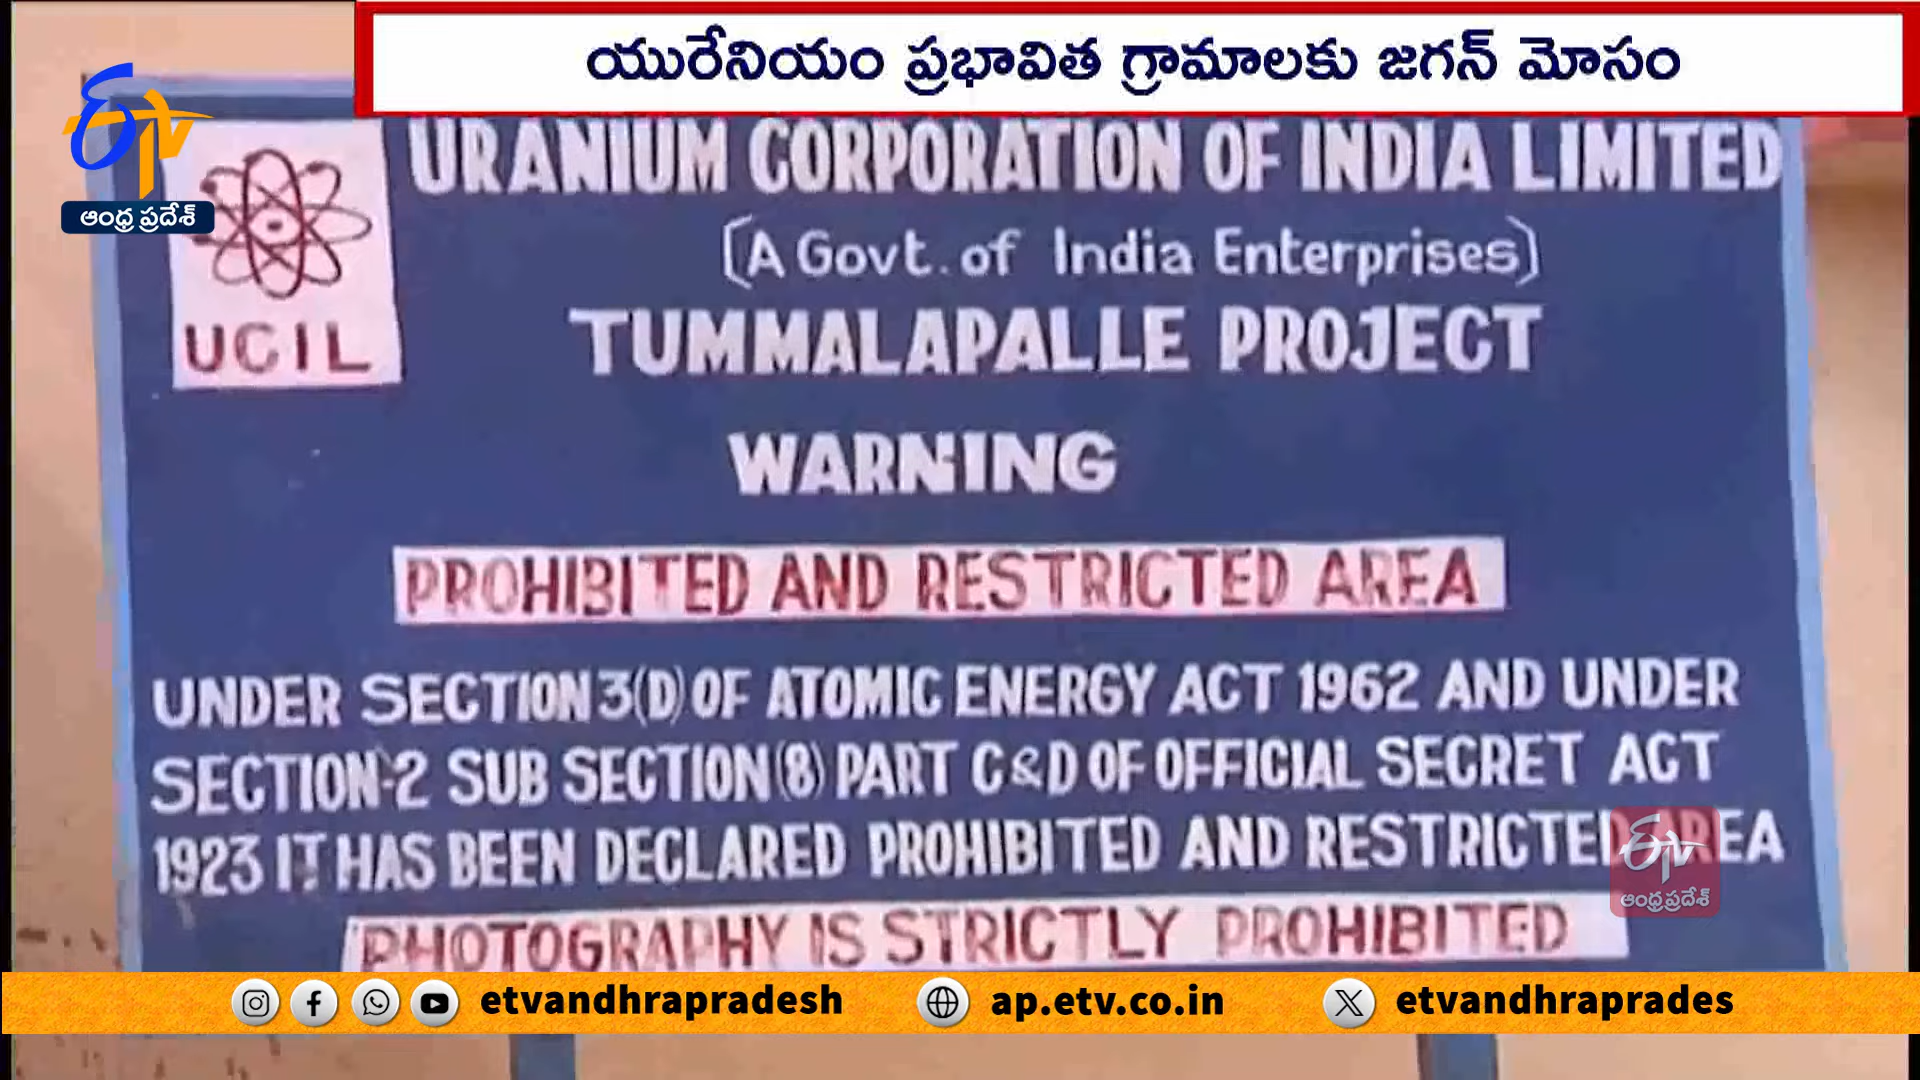 యురేనియం ప్రభావిత గ్రామాలకు జగన్ మోసం
ETV
ఆంధ్ర ప్రదేశ్
URANIUM CORPORATION OF INDIA LIMITED
(A Govt. of India Enterprises)
UCIL
TUMMALAPALLE PROJECT
WARNING
PROHIBITED AND RESTRICTED AREA
UNDER SECTION 3(D) OF ATOMIC ENERGY ACT 1962 AND UNDER
SECTION-2 SUB SECTION (8) PART C & D OF OFFICIAL SECRET ACT
1923 IT HAS BEEN DECLARED PROHIBITED AND RESTRICTED AREA
ETV
ఆంధ్రప్రదేశ్
PHOTOGRAPHY IS STRICTLY PROHIBITED
etvandhrapradesh ap.etv.co.in etvandhraprades